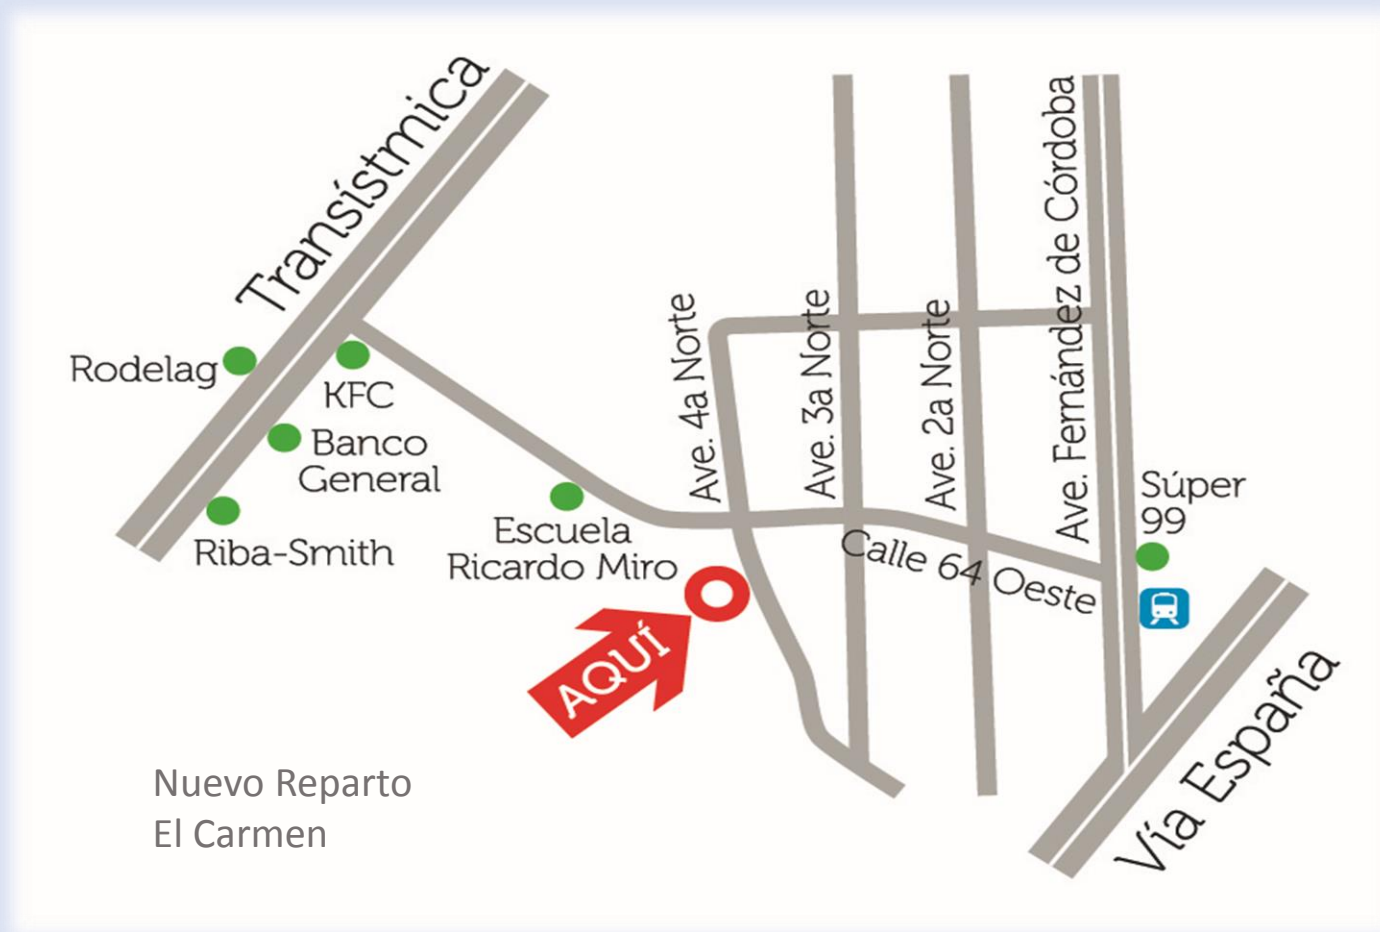 Transístmica
Rodelag
KFC
Banco
General
Riba-Smith
Escuela
Ricardo Miro
AQUÍ
Ave. 4a Norte
Ave. 3a Norte
Ave. 2a Norte
Ave. Fernández de Córdoba
Calle 64 Oeste
Súper
99
Vía España
Nuevo Reparto
El Carmen